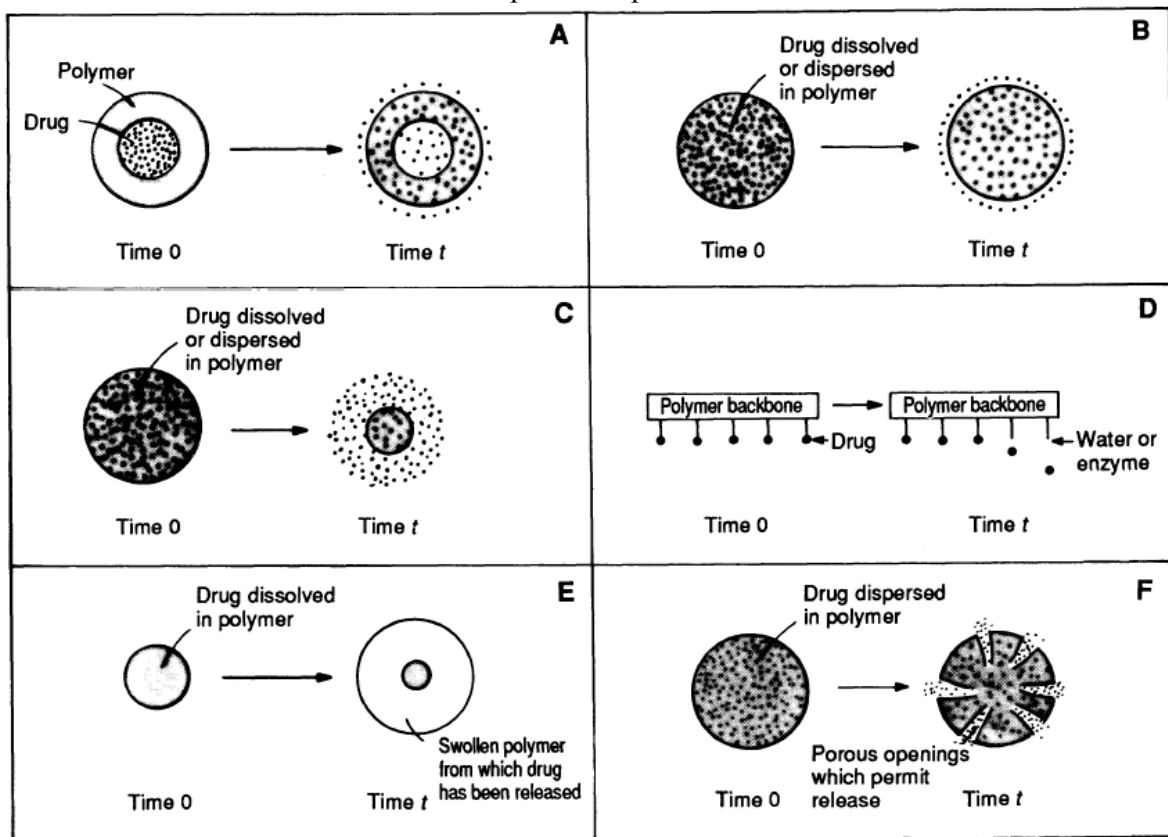 A
Polymer
Drug
Time 0
Time t
B
Drug dissolved
or dispersed
in polymer
Time 0
Time t
C
Drug dissolved
or dispersed
in polymer
Time 0
Time t
D
Polymer backbone
Drug
Polymer backbone
Water or
enzyme
Time 0
Time t
E
Drug dissolved
in polymer
Swollen polymer
from which drug
has been released
Time 0
Time t
F
Drug dispersed
in polymer
Porous openings
which permit
release
Time 0
Time t